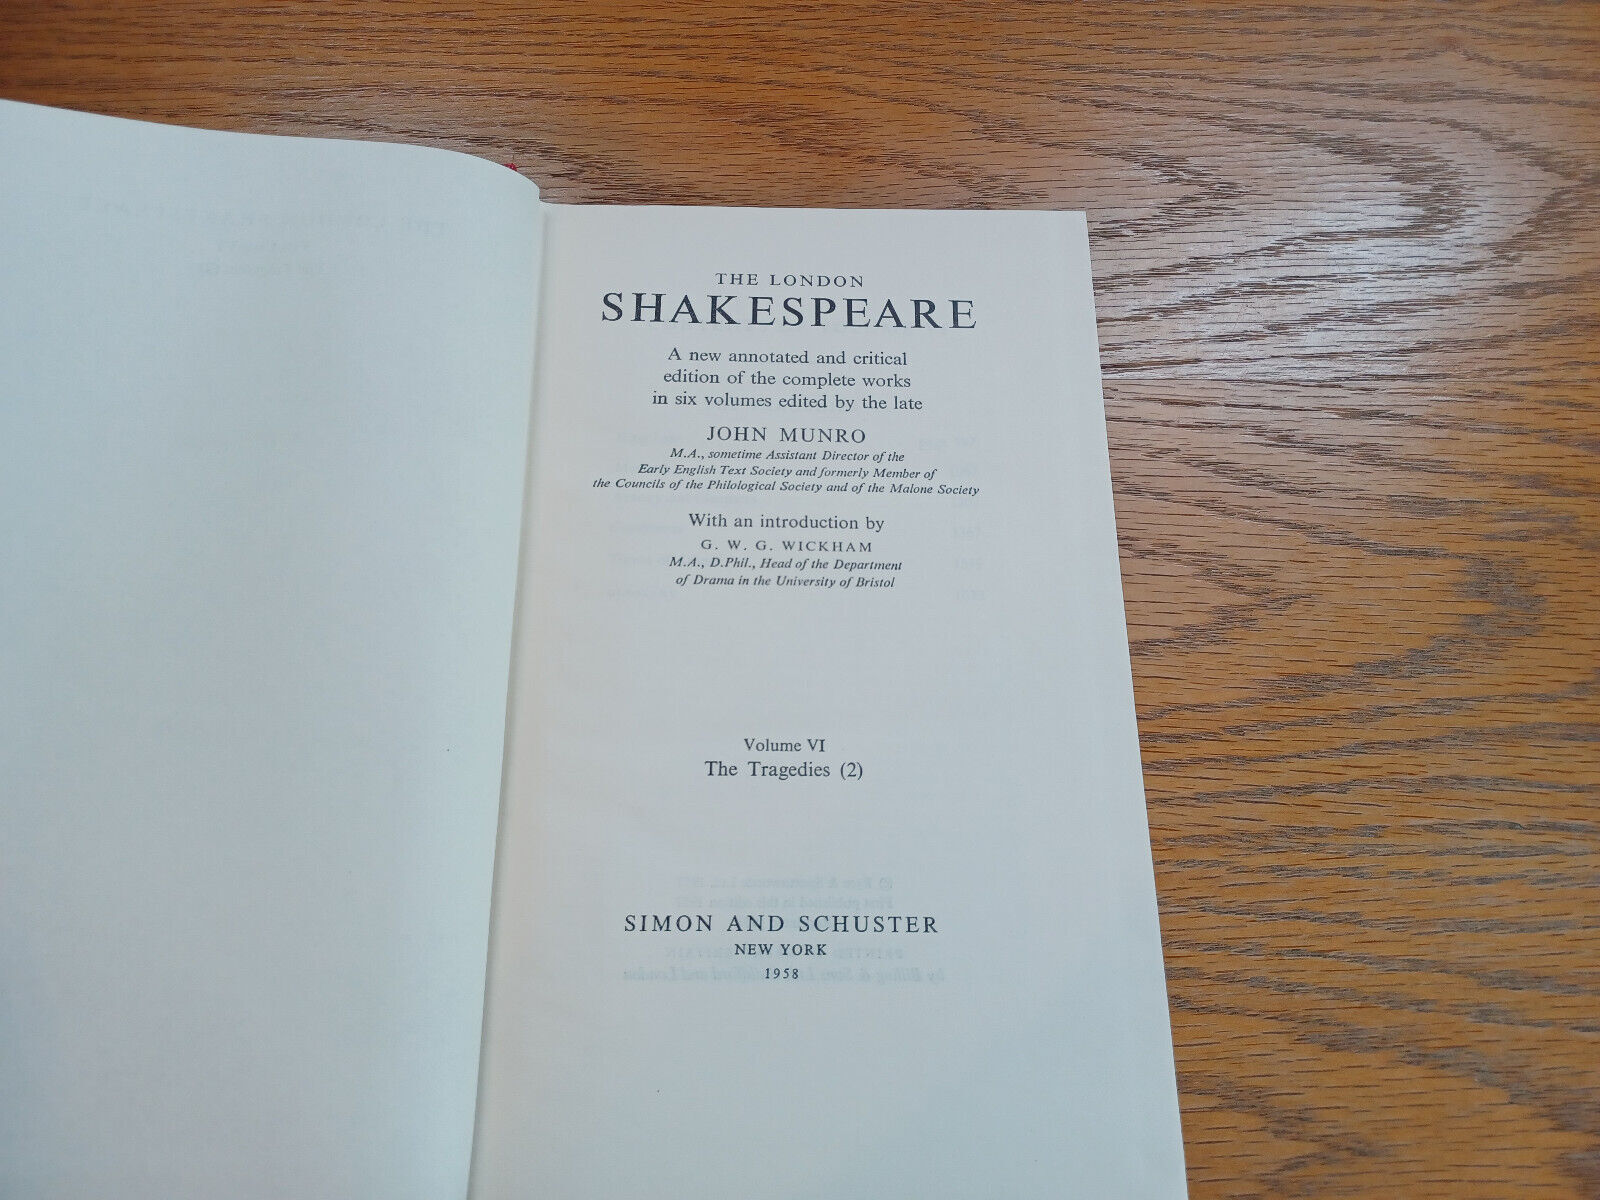 THE LONDON
SHAKESPEARE
A new annotated and critical
edition of the complete works
in six volumes edited by the late
JOHN MUNRO
M.A., sometime Assistant Director of the
Early English Text Society and formerly Member of
the Councils of the Philological Society and of the Malone Society
With an introduction by
G. W. G. WICKHAM
M.A., D.Phil., Head of the Department
of Drama in the University of Bristol
Volume VI
The Tragedies (2)
SIMON AND SCHUSTER
NEW YORK
1958